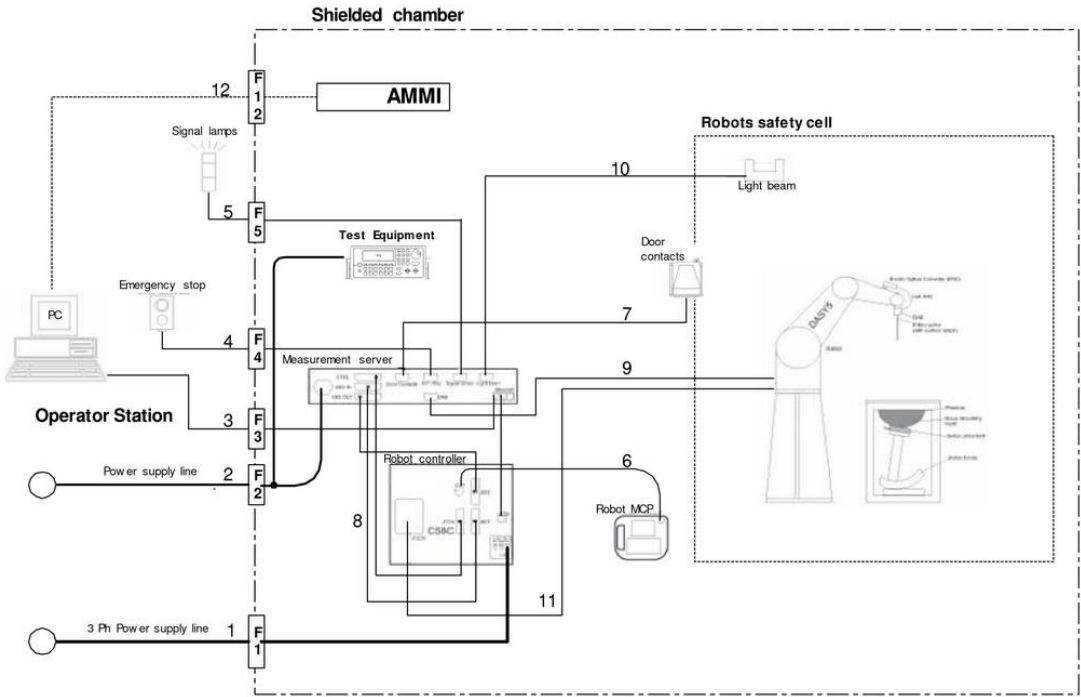 Shielded chamber
12
F
1
2
AMMI
Signal lamps
Robots safety cell
10
Light beam
5
F
5
Test Equipment
Door
contacts
Emergency stop
PC
DASY5
7
4
F
4
Measurement server
9
Operator Station
3
F
3
Power supply line
2
F
2
Robot controller
6
8
CS8C
Robot MCP
11
3 Ph Power supply line
1
F
1